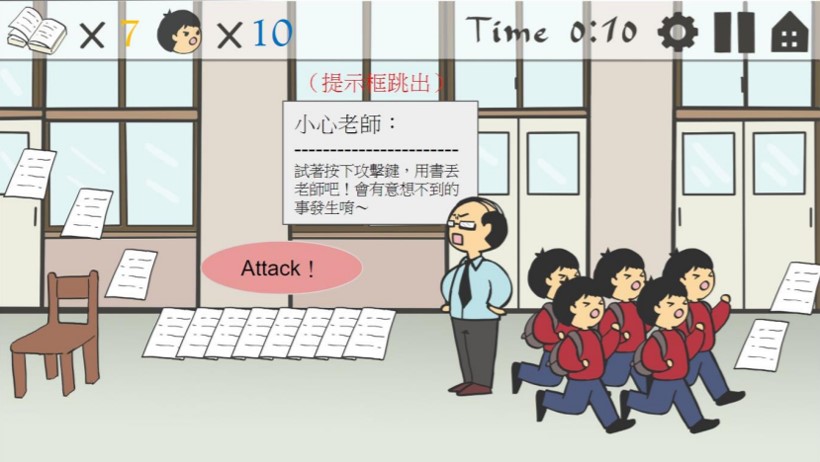 × 7 × 10 Time 0:10
（提示框跳出）
小心老師：
-----------------------
試著按下攻擊鍵，用書丟
老師吧！會有意想不到的
事發生唷～
Attack！